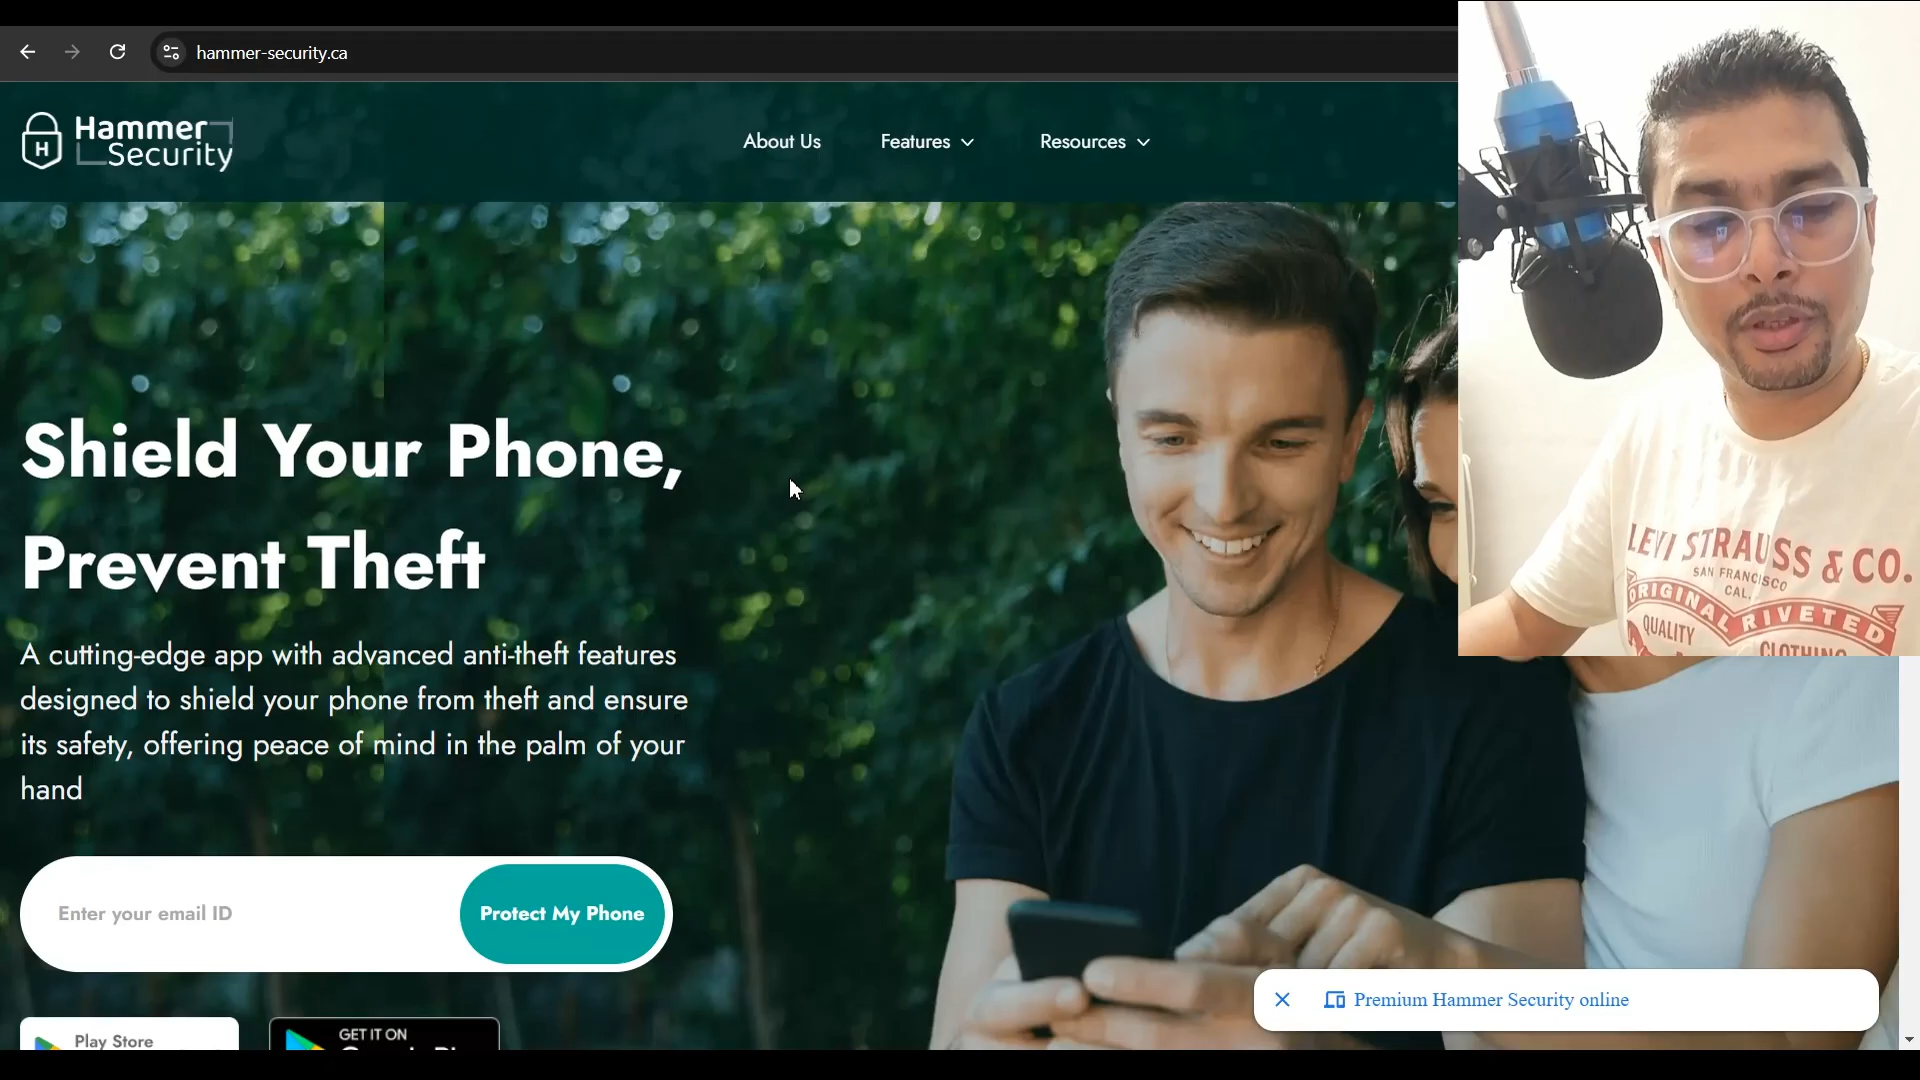 hammer-security.ca
Hammer
Security
H
About Us
Features
Resources
Shield Your Phone,
Prevent Theft
A cutting-edge app with advanced anti-theft features
designed to shield your phone from theft and ensure
its safety, offering peace of mind in the palm of your
hand
Enter your email ID
Protect My Phone
Play Store
GET IT ON
Premium Hammer Security online
LEVI STRAUSS & CO.
SAN FRANCISCO
CAL.
ORIGINAL RIVETED
QUALITY
CLOTHING